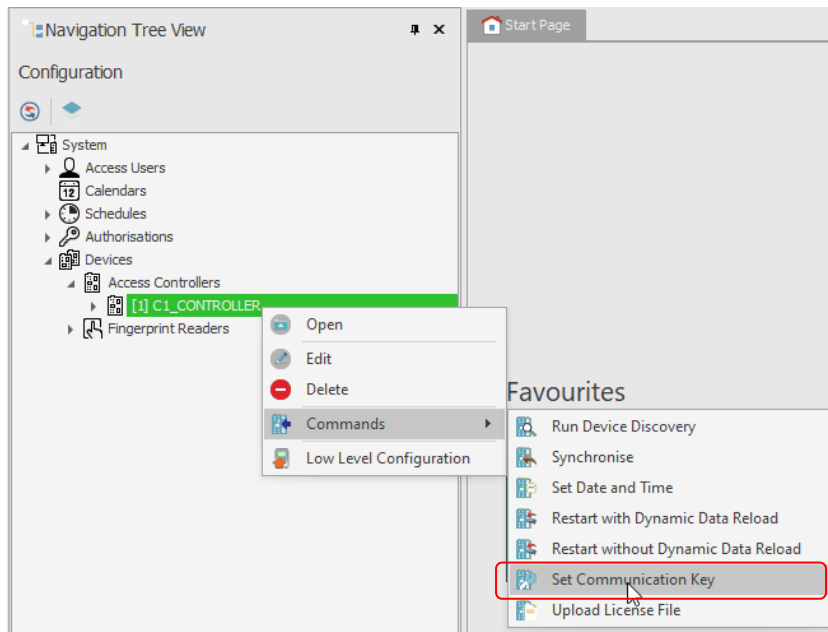 Navigation Tree View
Start Page
Configuration
System
Access Users
12 Calendars
Schedules
Authorisations
Devices
Access Controllers
[1] C1_CONTROLLER
Fingerprint Readers
Open
Edit
Delete
Commands
Low Level Configuration
Favourites
Run Device Discovery
Synchronise
Set Date and Time
Restart with Dynamic Data Reload
Restart without Dynamic Data Reload
Set Communication Key
Upload License File